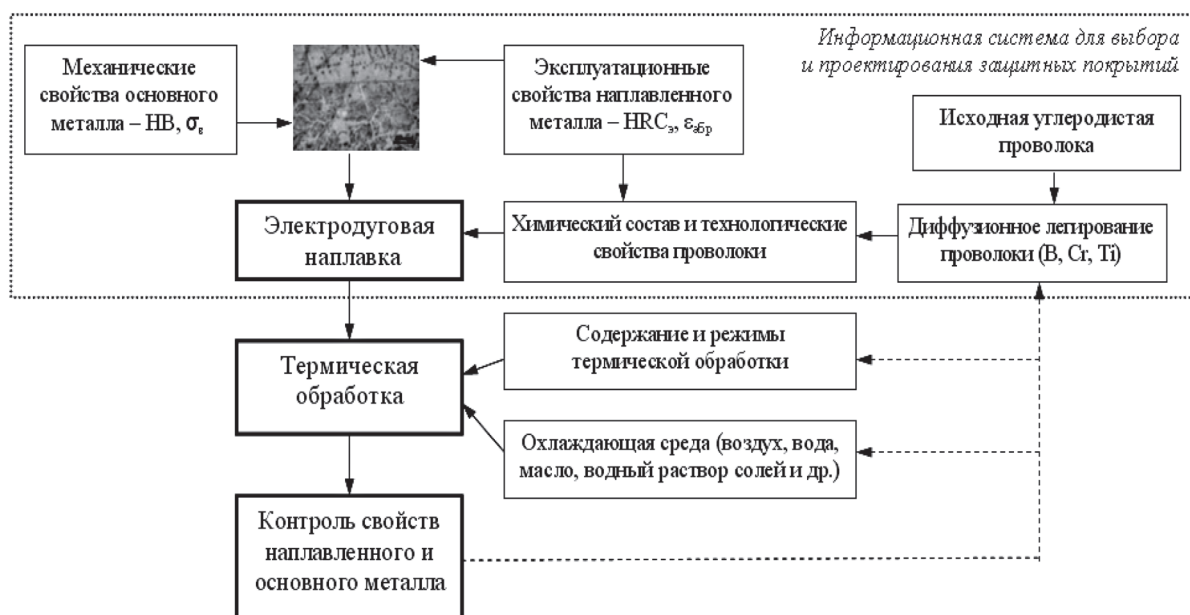 Информационная система для выбора
и проектирования защитных покрытий
Механические
свойства основного
металла – HB, σв
Эксплуатационные
свойства наплавленного
металла – HRCэ, εабр
Исходная углеродистая
проволока
Электродуговая
наплавка
Химический состав и технологические
свойства проволоки
Диффузионное легирование
проволоки (B, Cr, Ti)
Термическая
обработка
Содержание и режимы
термической обработки
Охлаждающая среда (воздух, вода,
масло, водный раствор солей и др.)
Контроль свойств
наплавленного и
основного металла